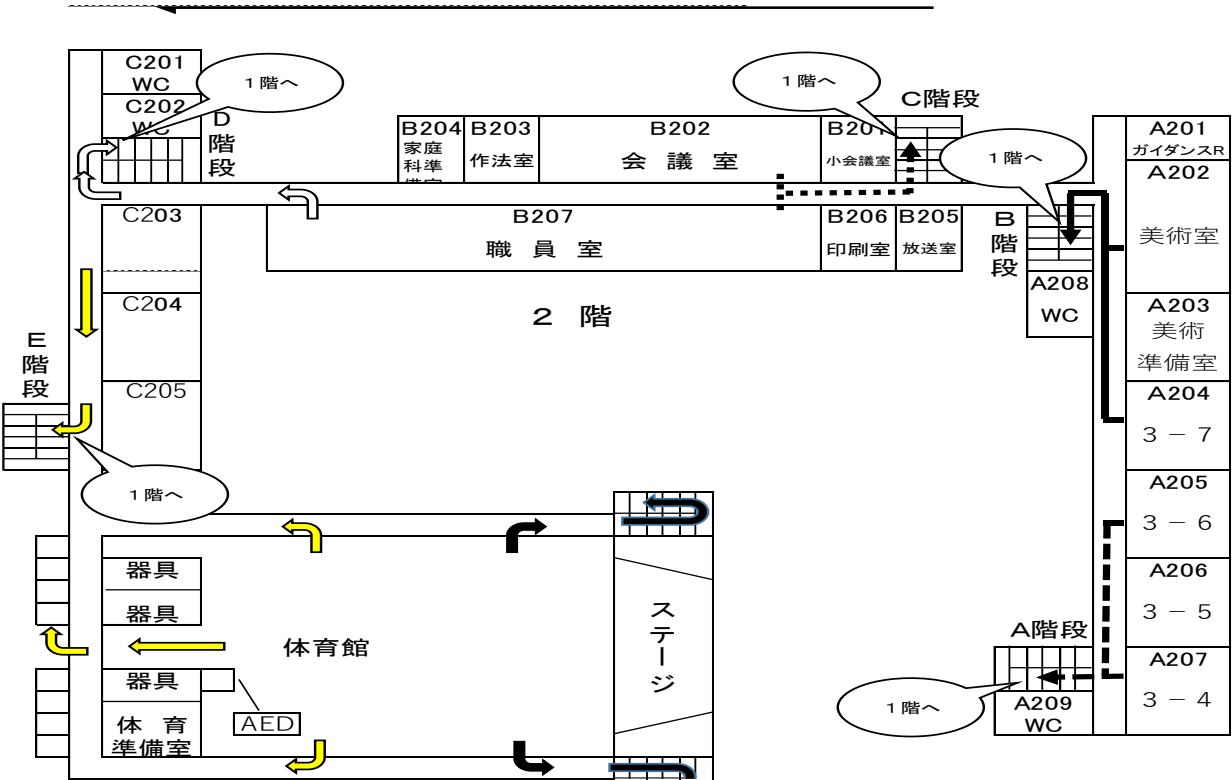 C201
WC
C202
WC
D
階
段
1階へ
1階へ
C階段
1階へ
B204
家庭
科準
B203
作法室
B202
会 議 室
B201
小会議室
A201
ガイダンスR
A202
美術室
C203
B207
職 員 室
B206
印刷室
B205
放送室
B
階
段
A208
WC
2 階
A203
美術
準備室
C204
E
階
段
C205
A204
3-7
1階へ
A205
3-6
器具
器具
体育館
ス
テ
ー
ジ
A206
3-5
A階段
A207
3-4
1階へ
A209
WC
器具
体 育
準備室
AED